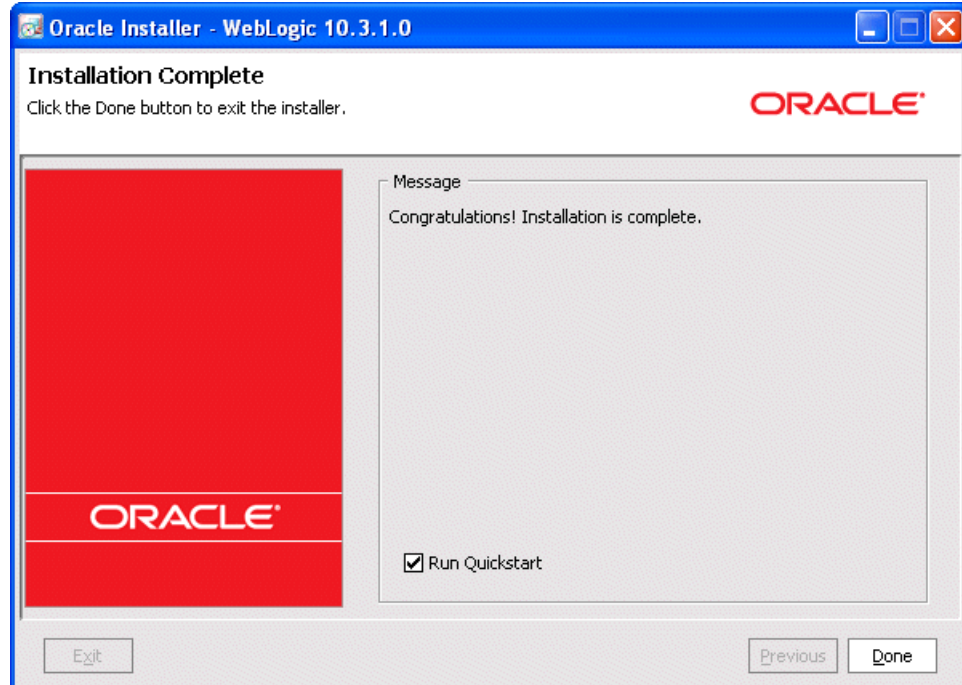 Oracle Installer - WebLogic 10.3.1.0
Installation Complete
Click the Done button to exit the installer.
ORACLE
Message
Congratulations! Installation is complete.
ORACLE
Run Quickstart
Exit
Previous
Done